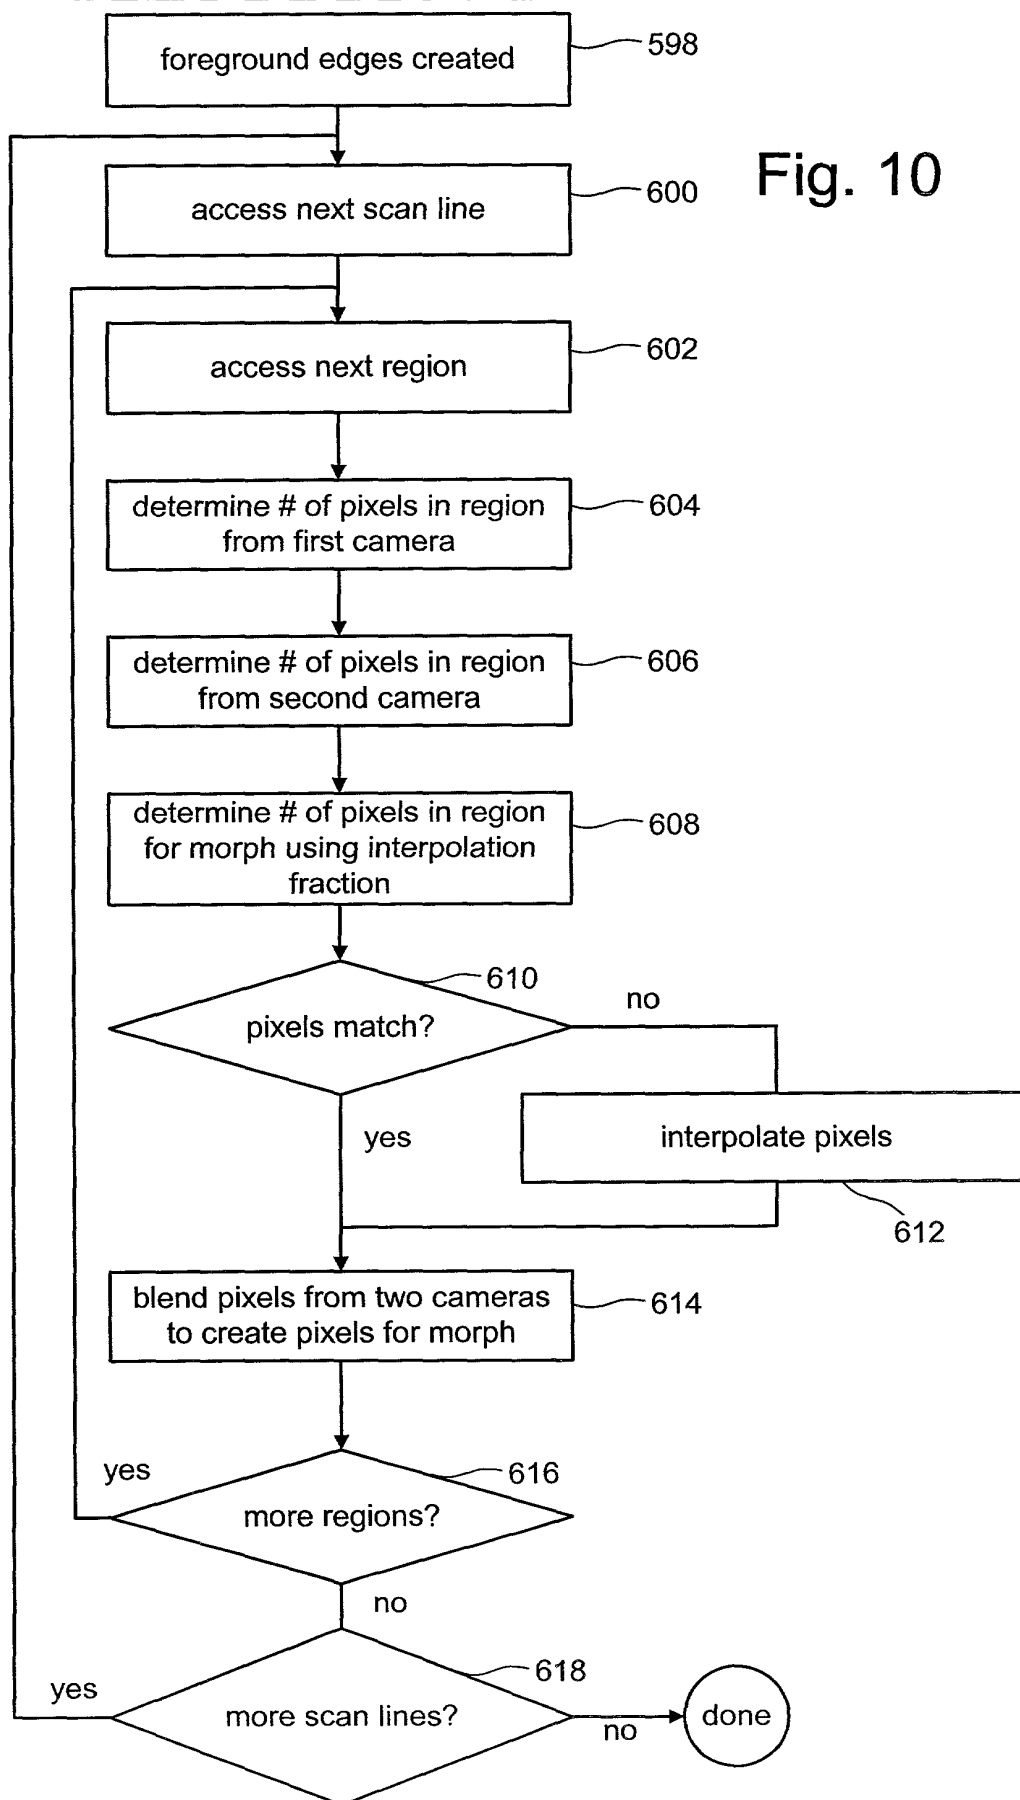 foreground edges created
598
Fig. 10
access next scan line
600
access next region
602
determine # of pixels in region
from first camera
604
determine # of pixels in region
from second camera
606
determine # of pixels in region
for morph using interpolation
fraction
608
610
pixels match?
no
yes
interpolate pixels
612
blend pixels from two cameras
to create pixels for morph
614
yes
616
more regions?
no
618
yes
more scan lines?
no
done